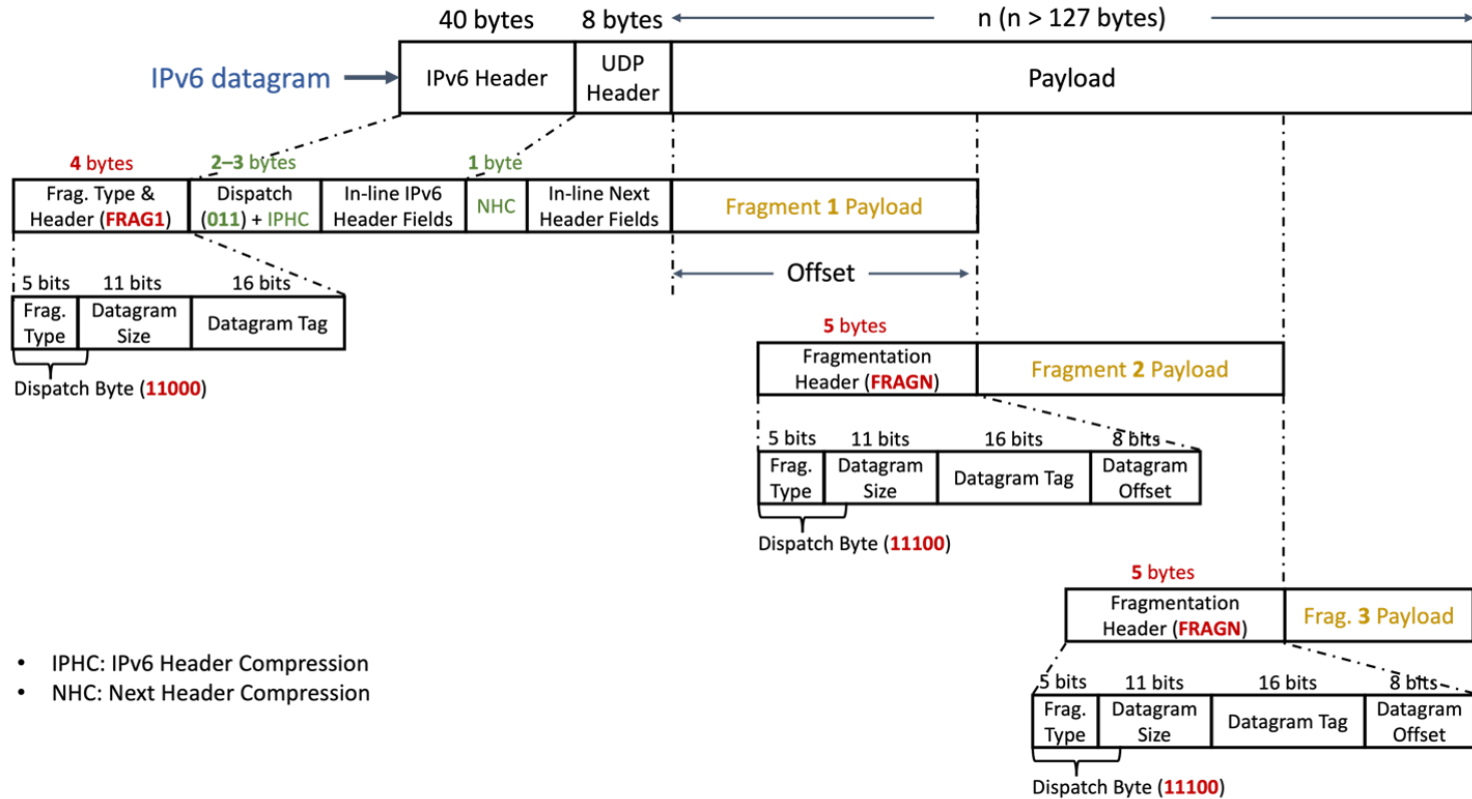 40 bytes
8 bytes
n (n > 127 bytes)
IPv6 datagram
IPv6 Header
UDP
Header
Payload
4 bytes
2–3 bytes
1 byte
Frag. Type &
Header (FRAG1)
Dispatch
(011) + IPHC
In-line IPv6
Header Fields
NHC
In-line Next
Header Fields
Fragment 1 Payload
Offset
5 bits
11 bits
16 bits
Frag.
Type
Datagram
Size
Datagram Tag
Dispatch Byte (11000)
5 bytes
Fragmentation
Header (FRAGN)
Fragment 2 Payload
5 bits
11 bits
16 bits
8 bits
Frag.
Type
Datagram
Size
Datagram Tag
Datagram
Offset
Dispatch Byte (11100)
5 bytes
Fragmentation
Header (FRAGN)
Frag. 3 Payload
5 bits
11 bits
16 bits
8 bits
Frag.
Type
Datagram
Size
Datagram Tag
Datagram
Offset
Dispatch Byte (11100)
• IPHC: IPv6 Header Compression
• NHC: Next Header Compression